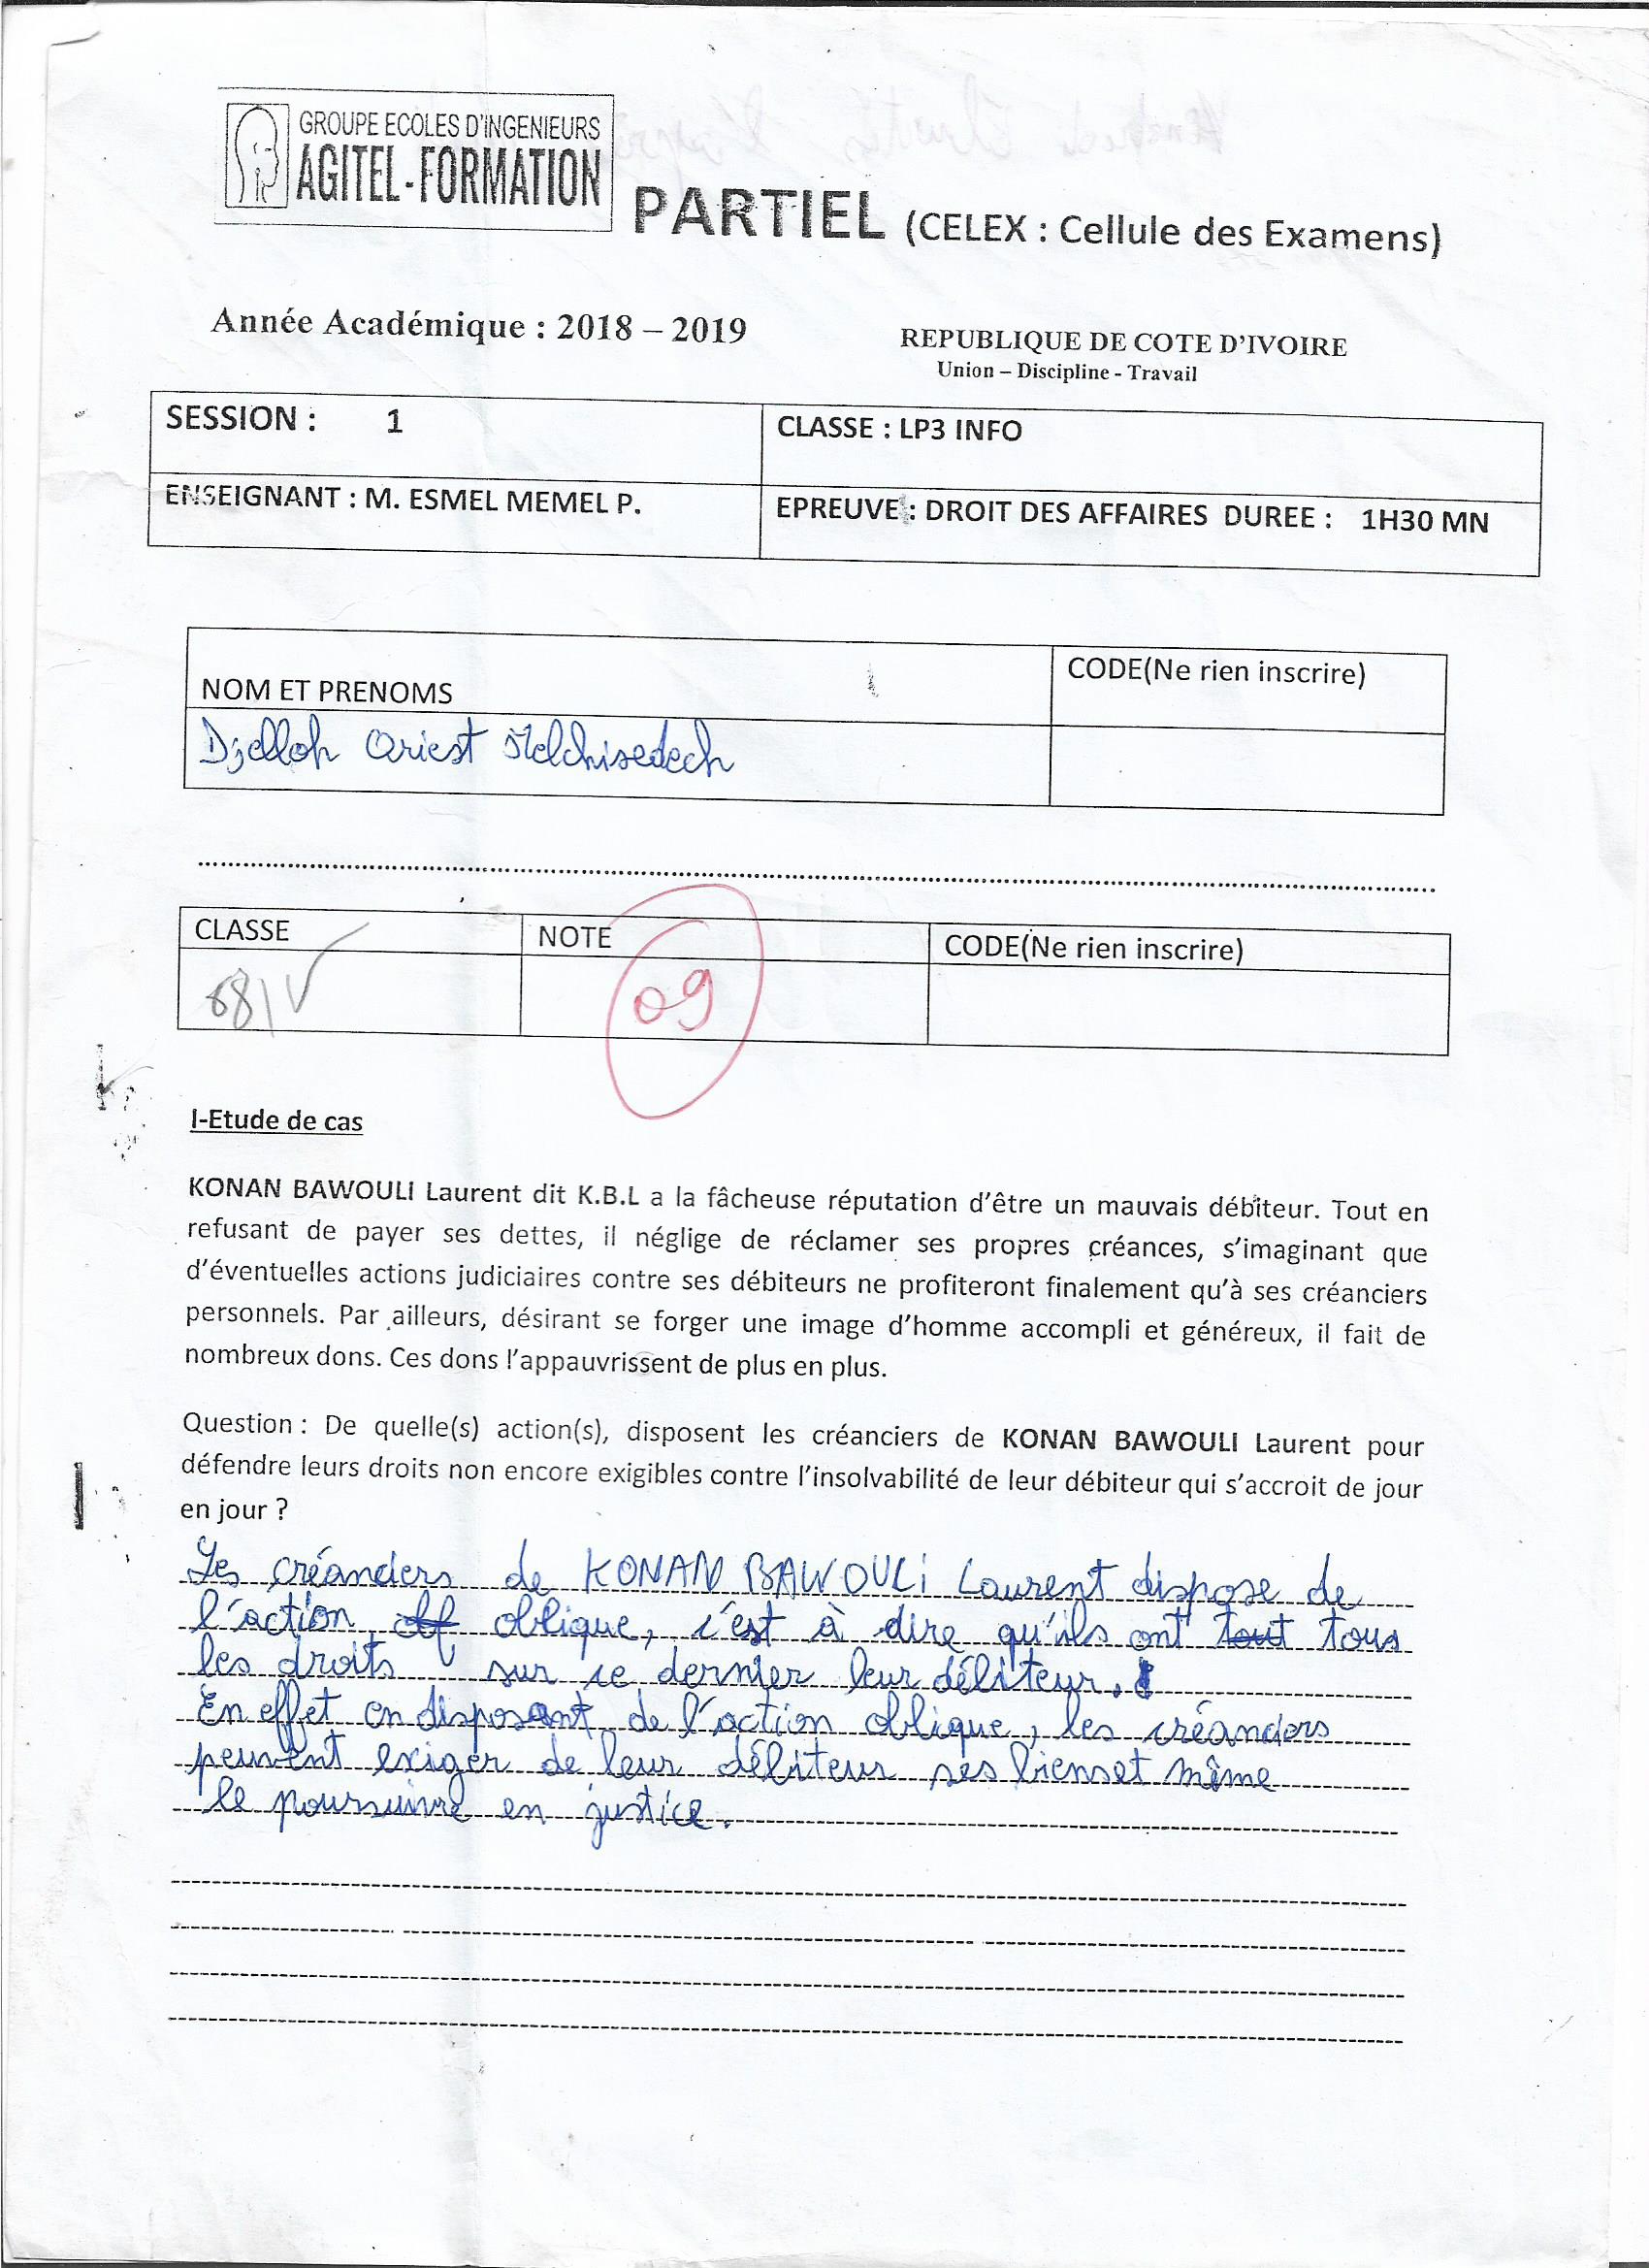 GROUPE ECOLES D'INGENIEURS
AGITEL-FORMATION
PARTIEL (CELEX : Cellule des Examens)
Année Académique : 2018 – 2019
REPUBLIQUE DE COTE D'IVOIRE
Union – Discipline - Travail
SESSION : 1
CLASSE : LP3 INFO
ENSEIGNANT : M. ESMEL MEMEL P.
EPREUVE : DROIT DES AFFAIRES DUREE : 1H30 MN
NOM ET PRENOMS
CODE(Ne rien inscrire)
Djelloh Oriest Melchisedech
CLASSE
NOTE
CODE(Ne rien inscrire)
09
I-Etude de cas
KONAN BAWOULI Laurent dit K.B.L a la fâcheuse réputation d'être un mauvais débiteur. Tout en
refusant de payer ses dettes, il néglige de réclamer ses propres créances, s'imaginant que
d'éventuelles actions judiciaires contre ses débiteurs ne profiteront finalement qu'à ses créanciers
personnels. Par ailleurs, désirant se forger une image d'homme accompli et généreux, il fait de
nombreux dons. Ces dons l'appauvrissent de plus en plus.
Question : De quelle(s) action(s), disposent les créanciers de KONAN BAWOULI Laurent pour
défendre leurs droits non encore exigibles contre l'insolvabilité de leur débiteur qui s'accroit de jour
en jour ?
Les créanciers de KONAN BAWOULI Laurent dispose de
l'action oblique, c'est à dire qu'ils ont tout tous
les droits sur ce dernier leur débiteur.
En effet en disposant de l'action oblique, les créanciers
peuvent exiger de leur débiteur ses biens et même
le poursuivre en justice.